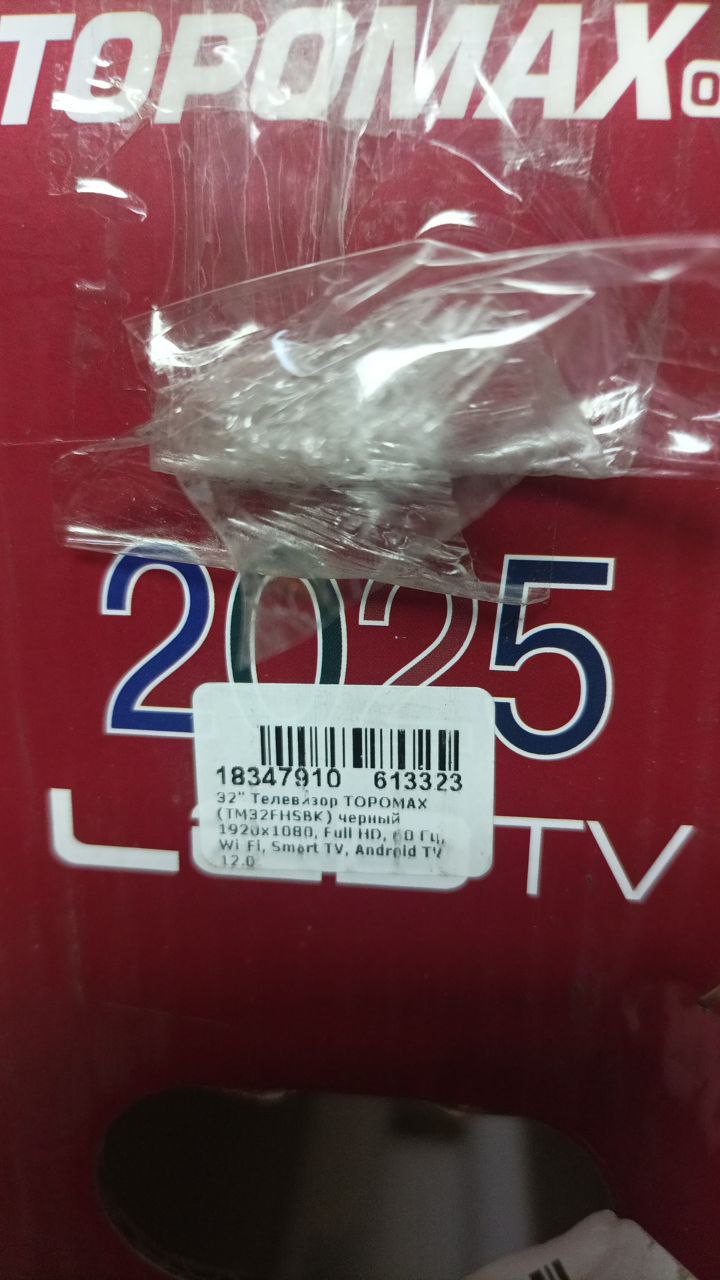 TOPOMAX
2025
18347910 613323
32" Телевизор TOPOMAX
(TM32FHSBK) черный
1920x1080, Full HD, 60 Гц,
Wi Fi, Smart TV, Android TV
12.0
LED TV